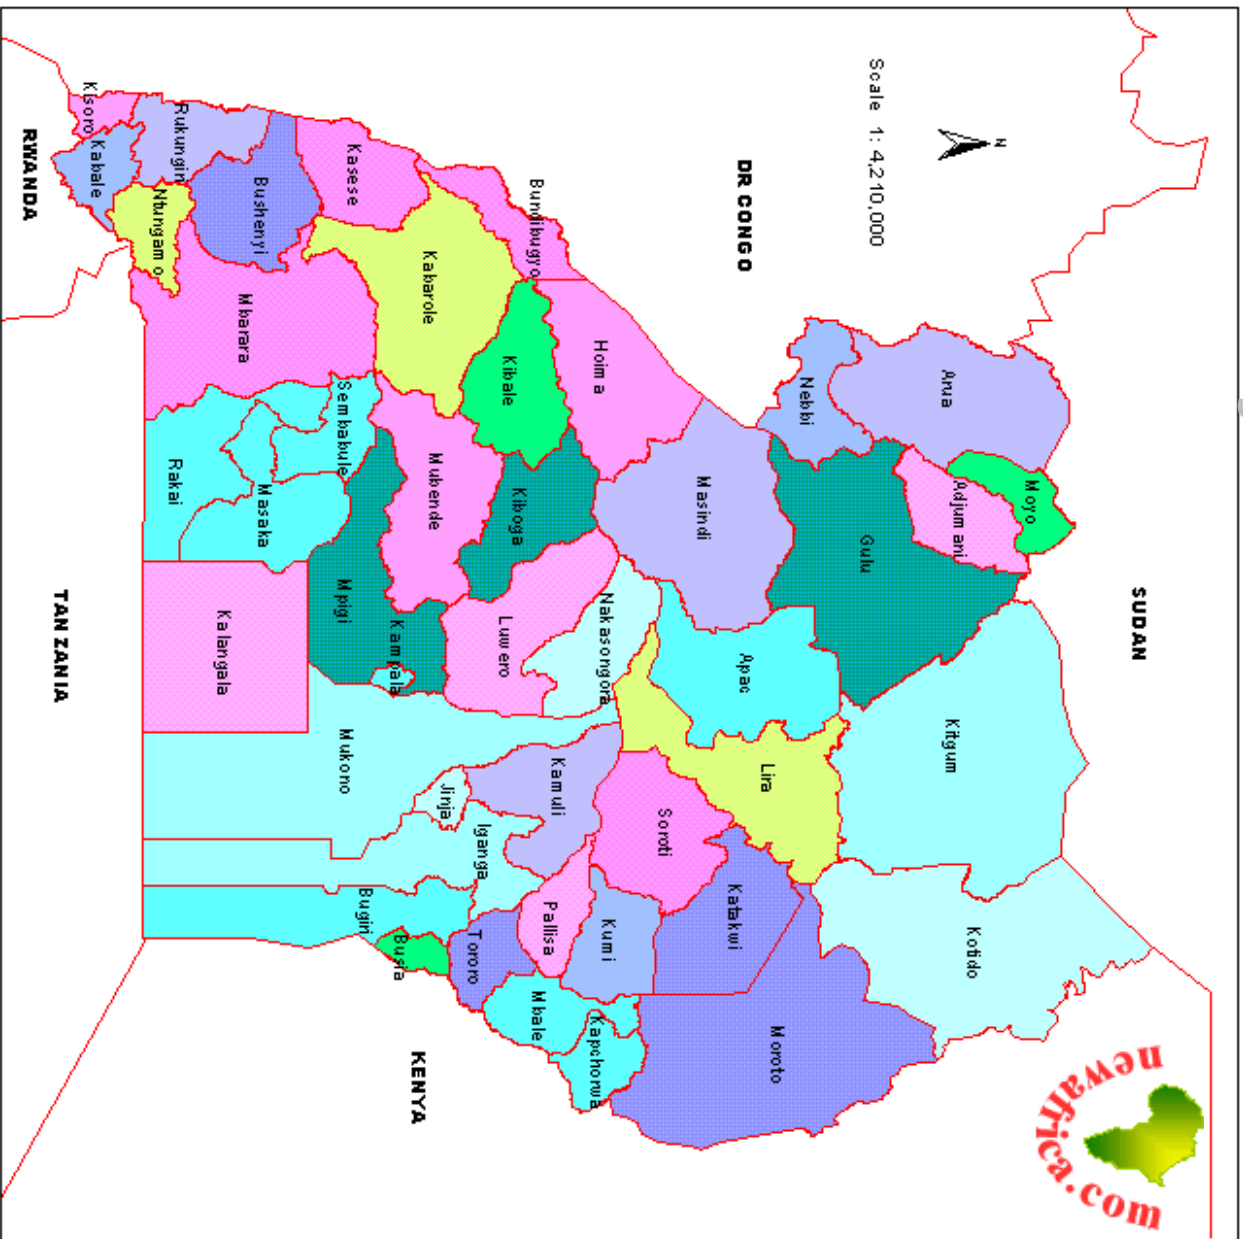 SUDAN
newafrica.com
Moyo
N
Arua
Adjumani
Kitgum
Kotido
Scale 1: 4,210,000
Gulu
Nebbi
Lira
Moroto
DR CONGO
Apac
Katakwi
Masindi
Soroti
Hoima
Nakasongora
Kumi
Kapchorwa
Kamuli
Pallisa
Bundibugyo
Mbale
Kibale
Kiboga
Luwero
Iganga
Tororo
Jinja
Kabarole
Mubende
KENYA
Kampala
Busia
Bugiri
Kasese
Sembabule
Mpigi
Mukono
Bushenyi
Masaka
Mbarara
Kalangala
Rukungiri
Rakai
Ntungamo
Kabale
Kisoro
TANZANIA
RWANDA